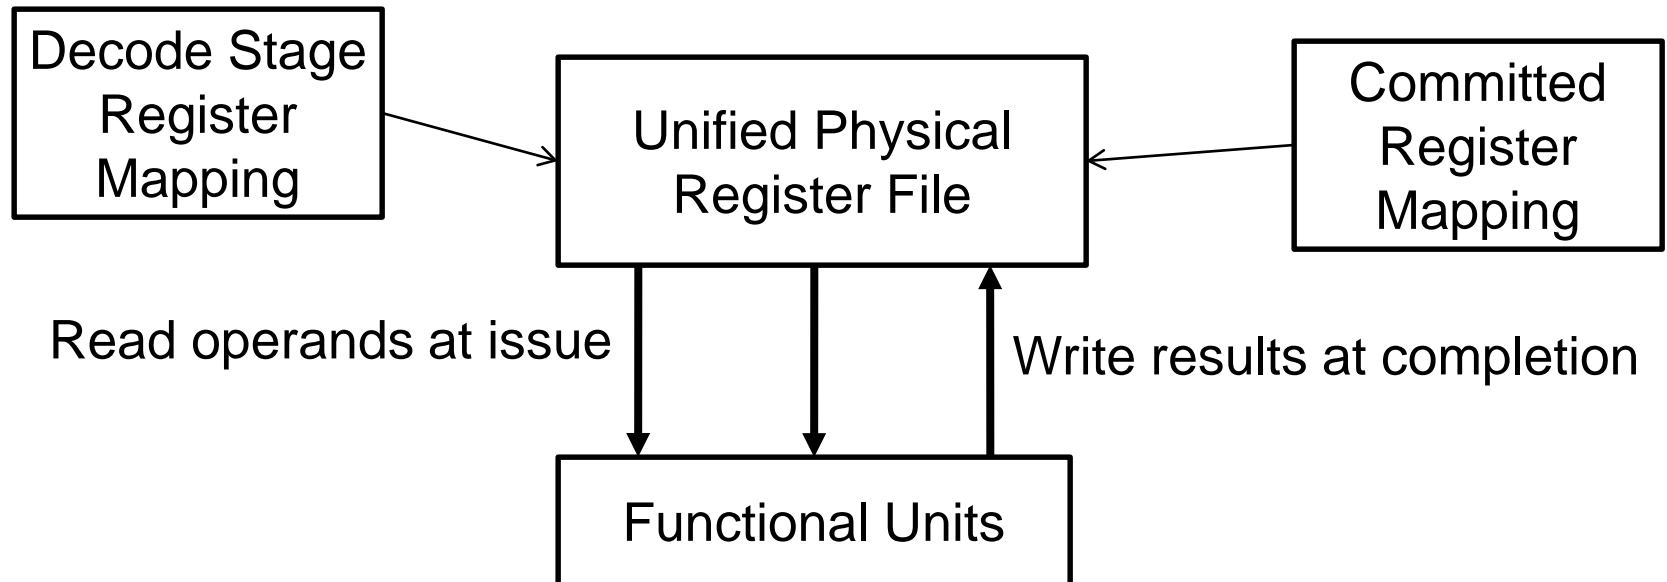 Decode Stage
Register
Mapping
Unified Physical
Register File
Committed
Register
Mapping
Read operands at issue
Write results at completion
Functional Units